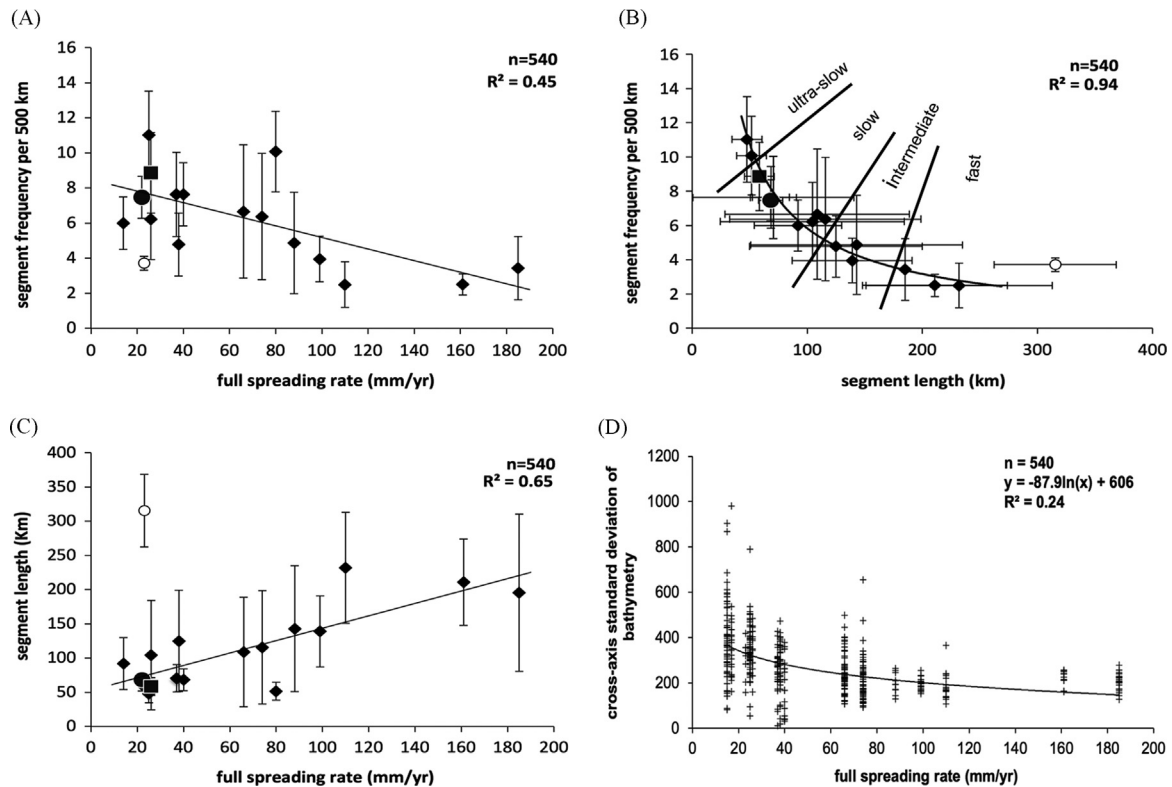 (A)
segment frequency per 500 km
16
14
12
10
8
6
4
2
0
n=540
R² = 0.45
0 20 40 60 80 100 120 140 160 180 200
full spreading rate (mm/yr)
(B)
segment frequency per 500 km
16
14
12
10
8
6
4
2
0
n=540
R² = 0.94
ultra-slow
slow
intermediate
fast
0 100 200 300 400
segment length (km)
(C)
segment length (Km)
400
350
300
250
200
150
100
50
0
n=540
R² = 0.65
0 20 40 60 80 100 120 140 160 180 200
full spreading rate (mm/yr)
(D)
cross-axis standard deviation of
bathymetry
1200
1000
800
600
400
200
0
n = 540
y = -87.9ln(x) + 606
R² = 0.24
0 20 40 60 80 100 120 140 160 180 200
full spreading rate (mm/yr)